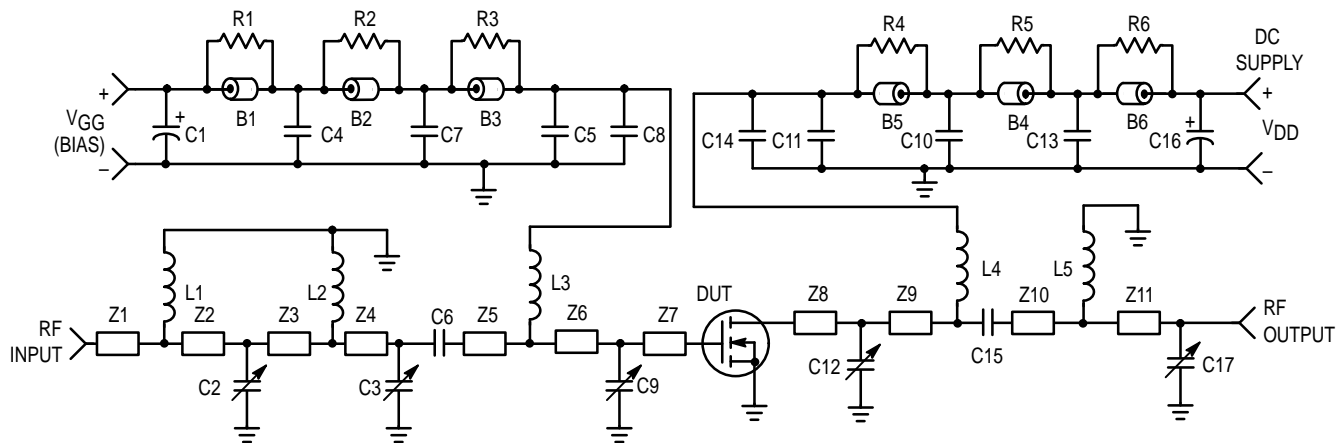 R1 R2 R3 R4 R5 R6 DC
SUPPLY
+ +
VGG
(BIAS)
–
+ C1 B1 C4 B2 C7 B3 C5 C8 C14 C11 B5 C10 B4 C13 B6 + C16 VDD
–
L1 L2 L3 L4 L5
RF
INPUT
Z1 Z2 Z3 Z4 C6 Z5 Z6 Z7 DUT Z8 Z9 Z10 Z11 RF
OUTPUT
C2 C3 C9 C12 C15 C17